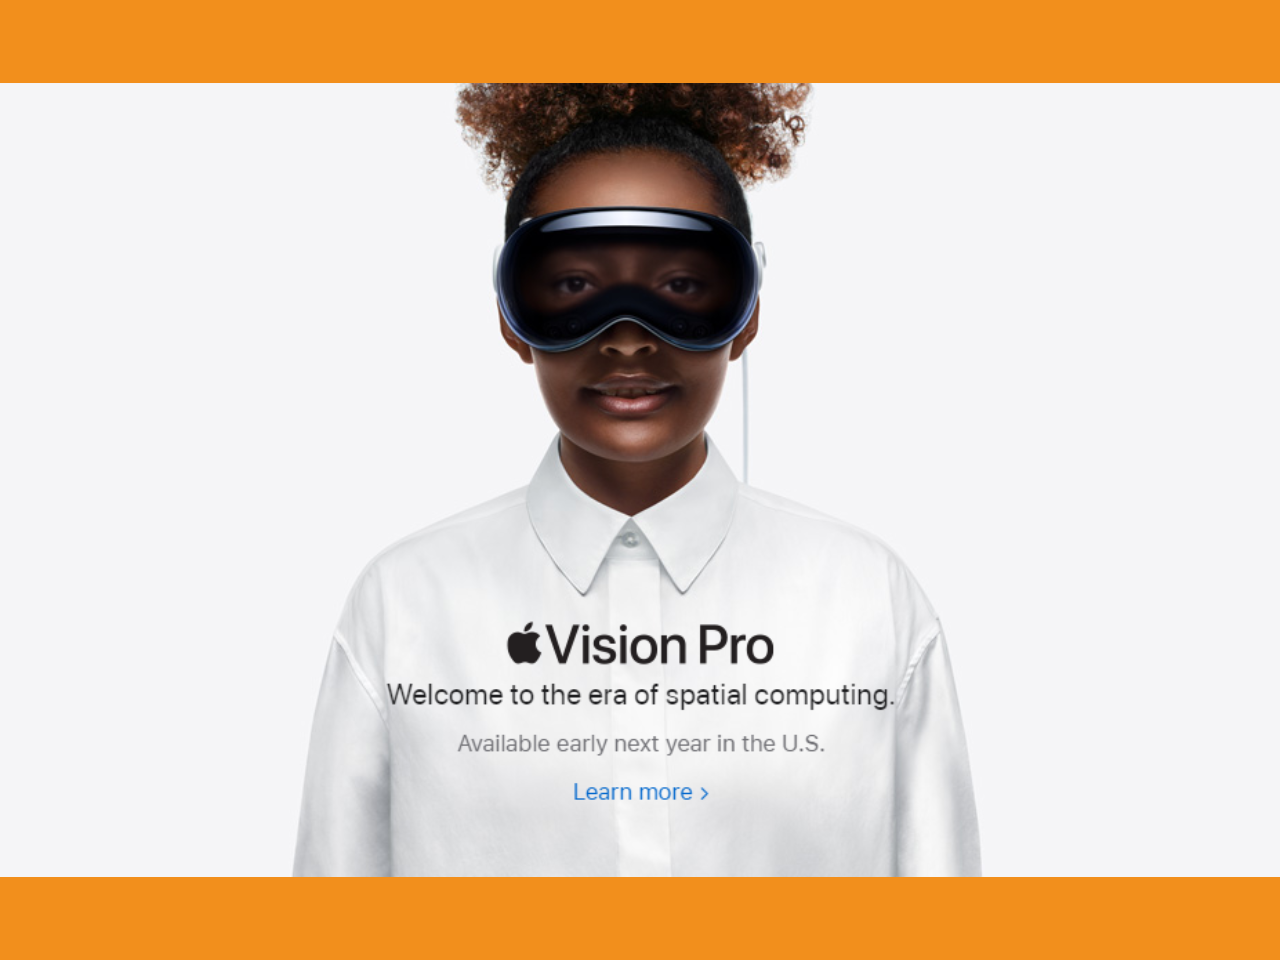 Vision Pro
Welcome to the era of spatial computing.
Available early next year in the U.S.
Learn more >